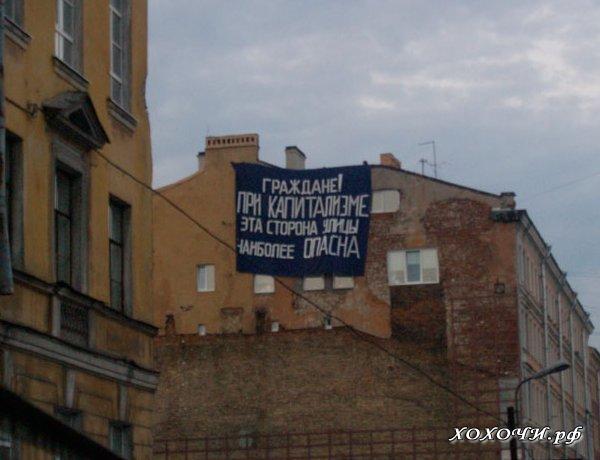 ГРАЖДАНЕ!
ПРИ КАПИТАЛИЗМЕ
ЭТА СТОРОНА УЛИЦЫ
НАИБОЛЕЕ ОПАСНА
ХОХОЧИ.рф